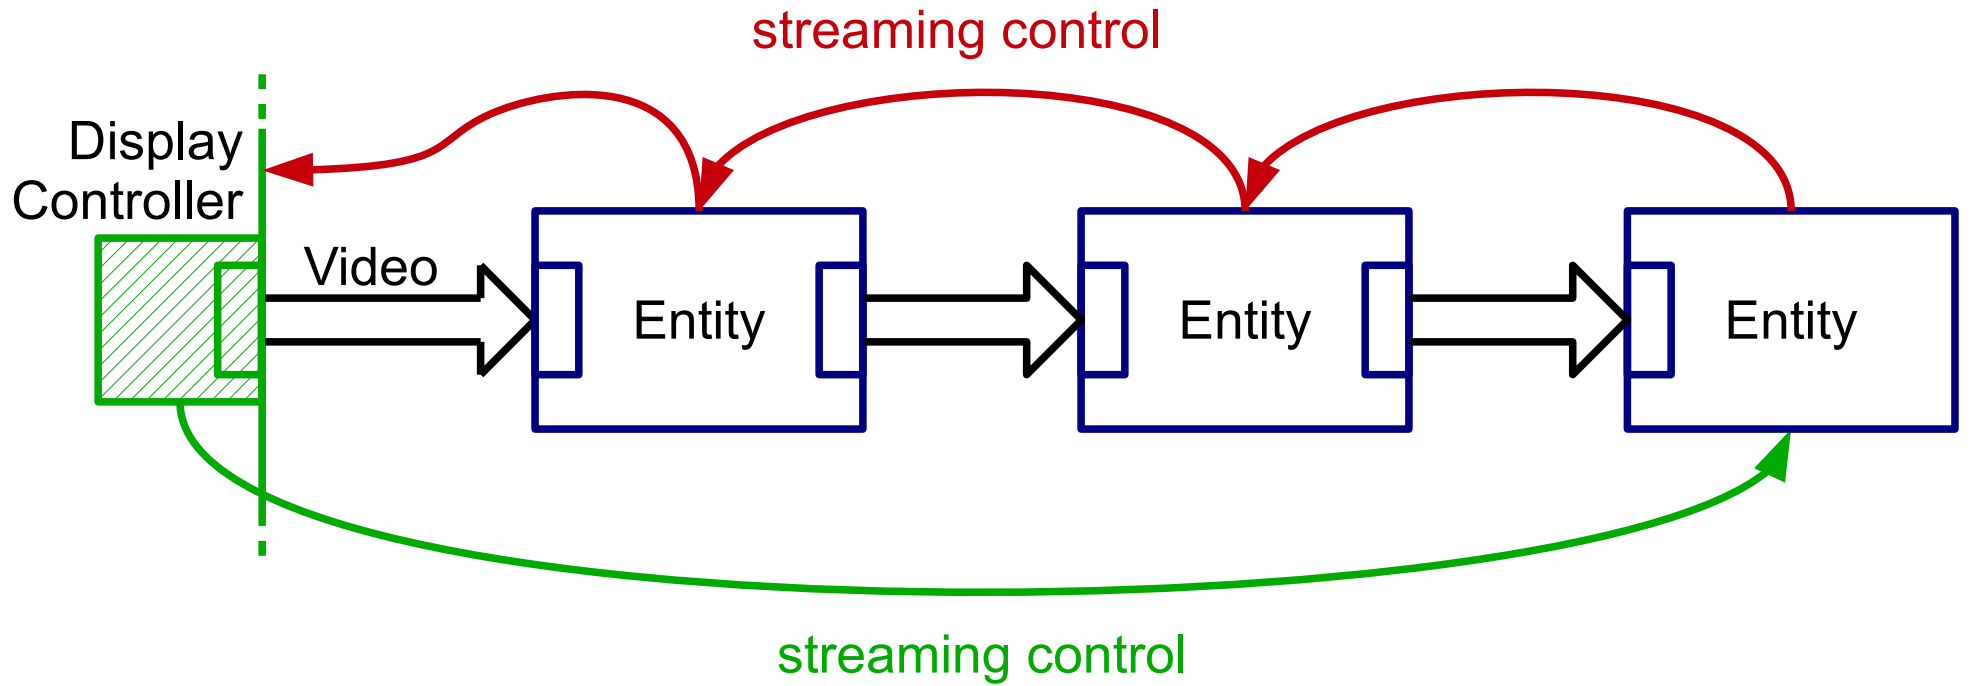 streaming control
Display
Controller
Video
Entity
Entity
Entity
streaming control